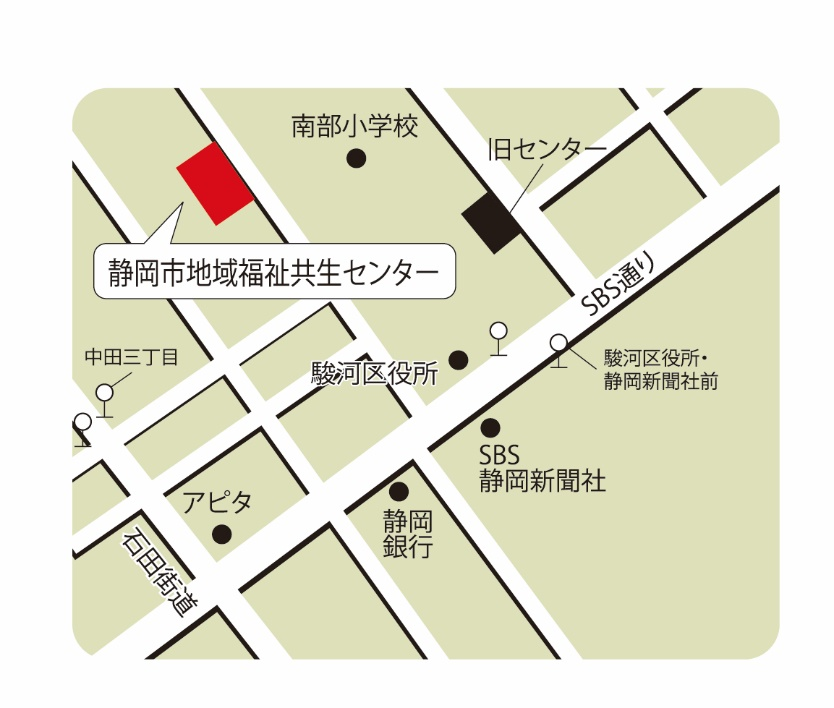 南部小学校
旧センター
静岡市地域福祉共生センター
SBS通り
中田三丁目
駿河区役所
駿河区役所・
静岡新聞社前
SBS
静岡新聞社
アピタ
静岡
銀行
石田街道